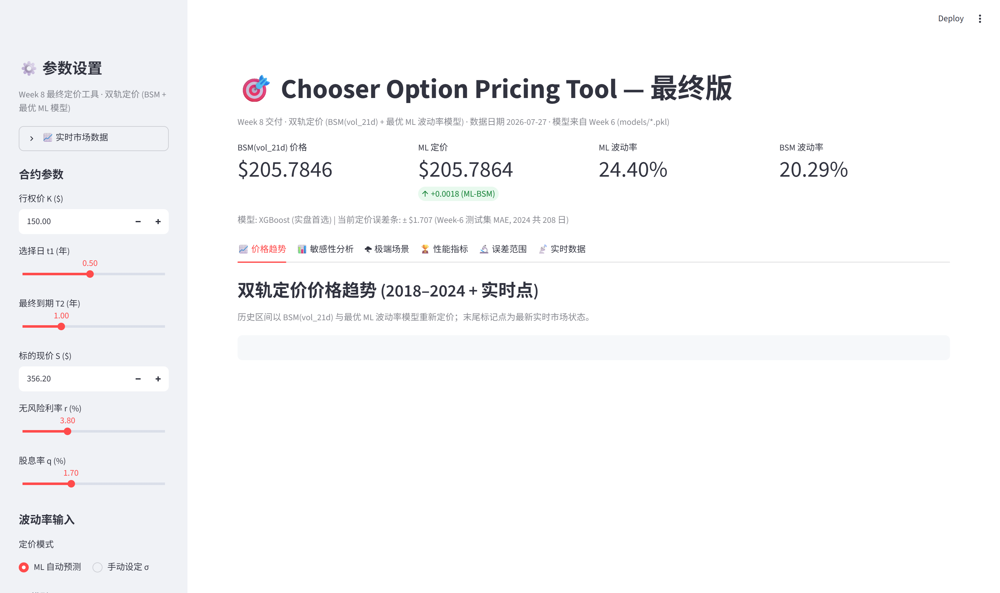 Deploy
参数设置
Week 8 最终定价工具 · 双轨定价 (BSM +
最优 ML 模型)
实时市场数据
合约参数
行权价 K ($)
150.00
选择日 t1 (年)
0.50
最终到期 T2 (年)
1.00
标的现价 S ($)
356.20
无风险利率 r (%)
3.80
股息率 q (%)
1.70
波动率输入
定价模式
ML 自动预测
手动设定 σ
Chooser Option Pricing Tool — 最终版
Week 8 交付 · 双轨定价 (BSM(vol_21d) + 最优 ML 波动率模型) · 数据日期 2026-07-27 · 模型来自 Week 6 (models/*.pkl)
BSM(vol_21d) 价格
$205.7846
ML 定价
$205.7864
↑ +0.0018 (ML-BSM)
ML 波动率
24.40%
BSM 波动率
20.29%
模型: XGBoost (实盘首选) | 当前定价误差条: ± $1.707 (Week-6 测试集 MAE, 2024 共 208 日)
价格趋势
敏感性分析
极端场景
性能指标
误差范围
实时数据
双轨定价价格趋势 (2018–2024 + 实时点)
历史区间以 BSM(vol_21d) 与最优 ML 波动率模型重新定价；末尾标记点为最新实时市场状态。